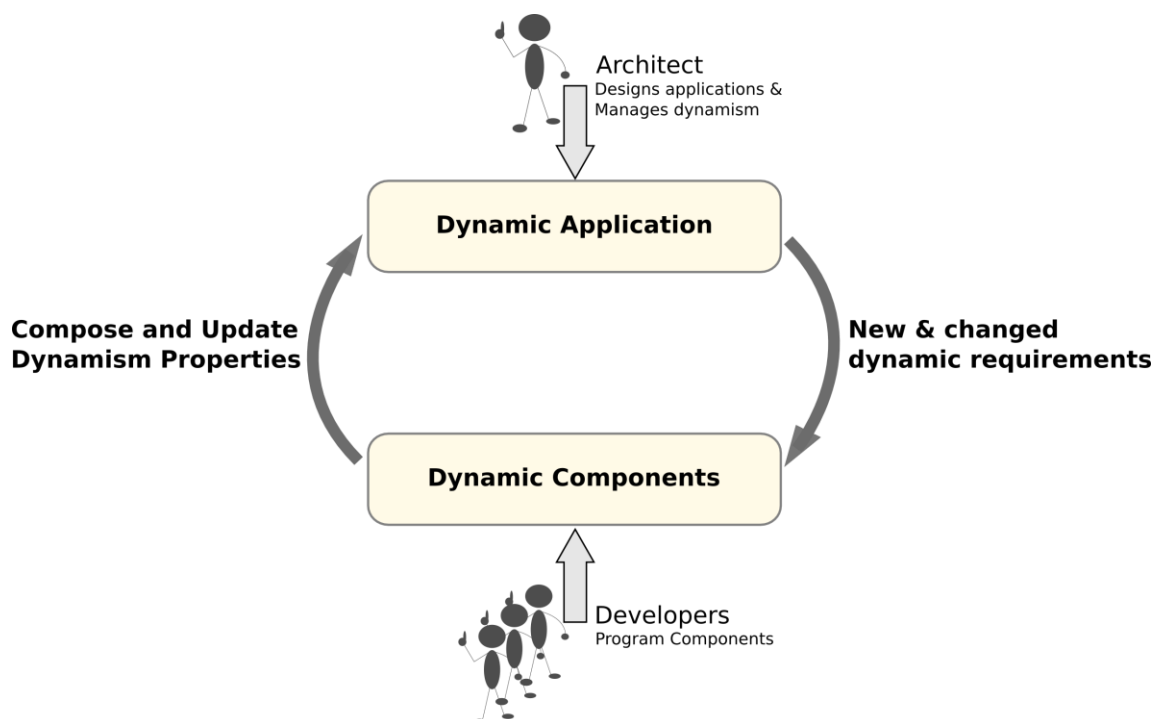 Architect
Designs applications &
Manages dynamism
Dynamic Application
Compose and Update
Dynamism Properties
New & changed
dynamic requirements
Dynamic Components
Developers
Program Components